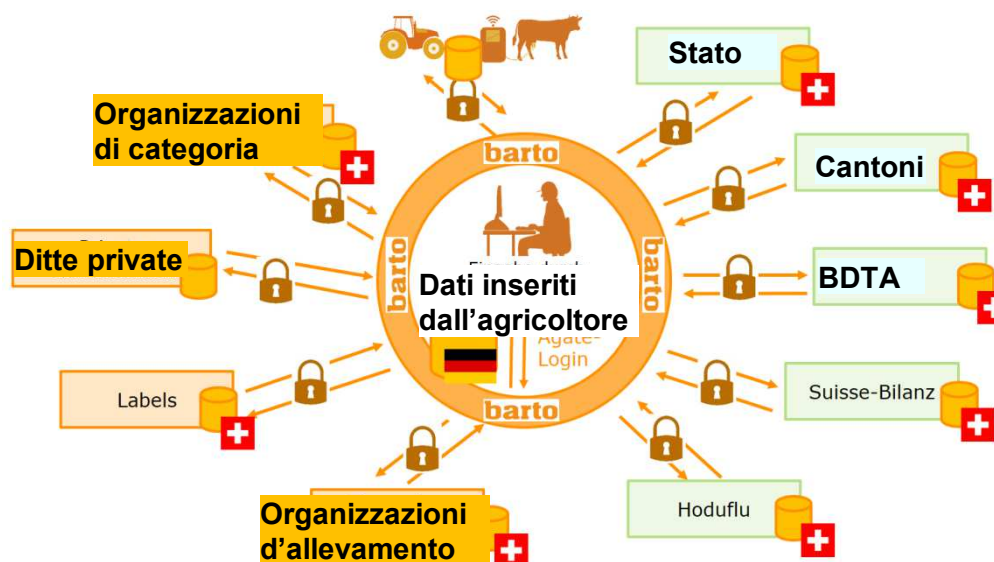 Stato
Organizzazioni
di categoria
barto
Cantoni
Ditte private
barto
barto
Dati inseriti
dall'agricoltore
BDTA
Agate-
Login
Labels
Suisse-Bilanz
barto
Organizzazioni
d'allevamento
Hoduflu